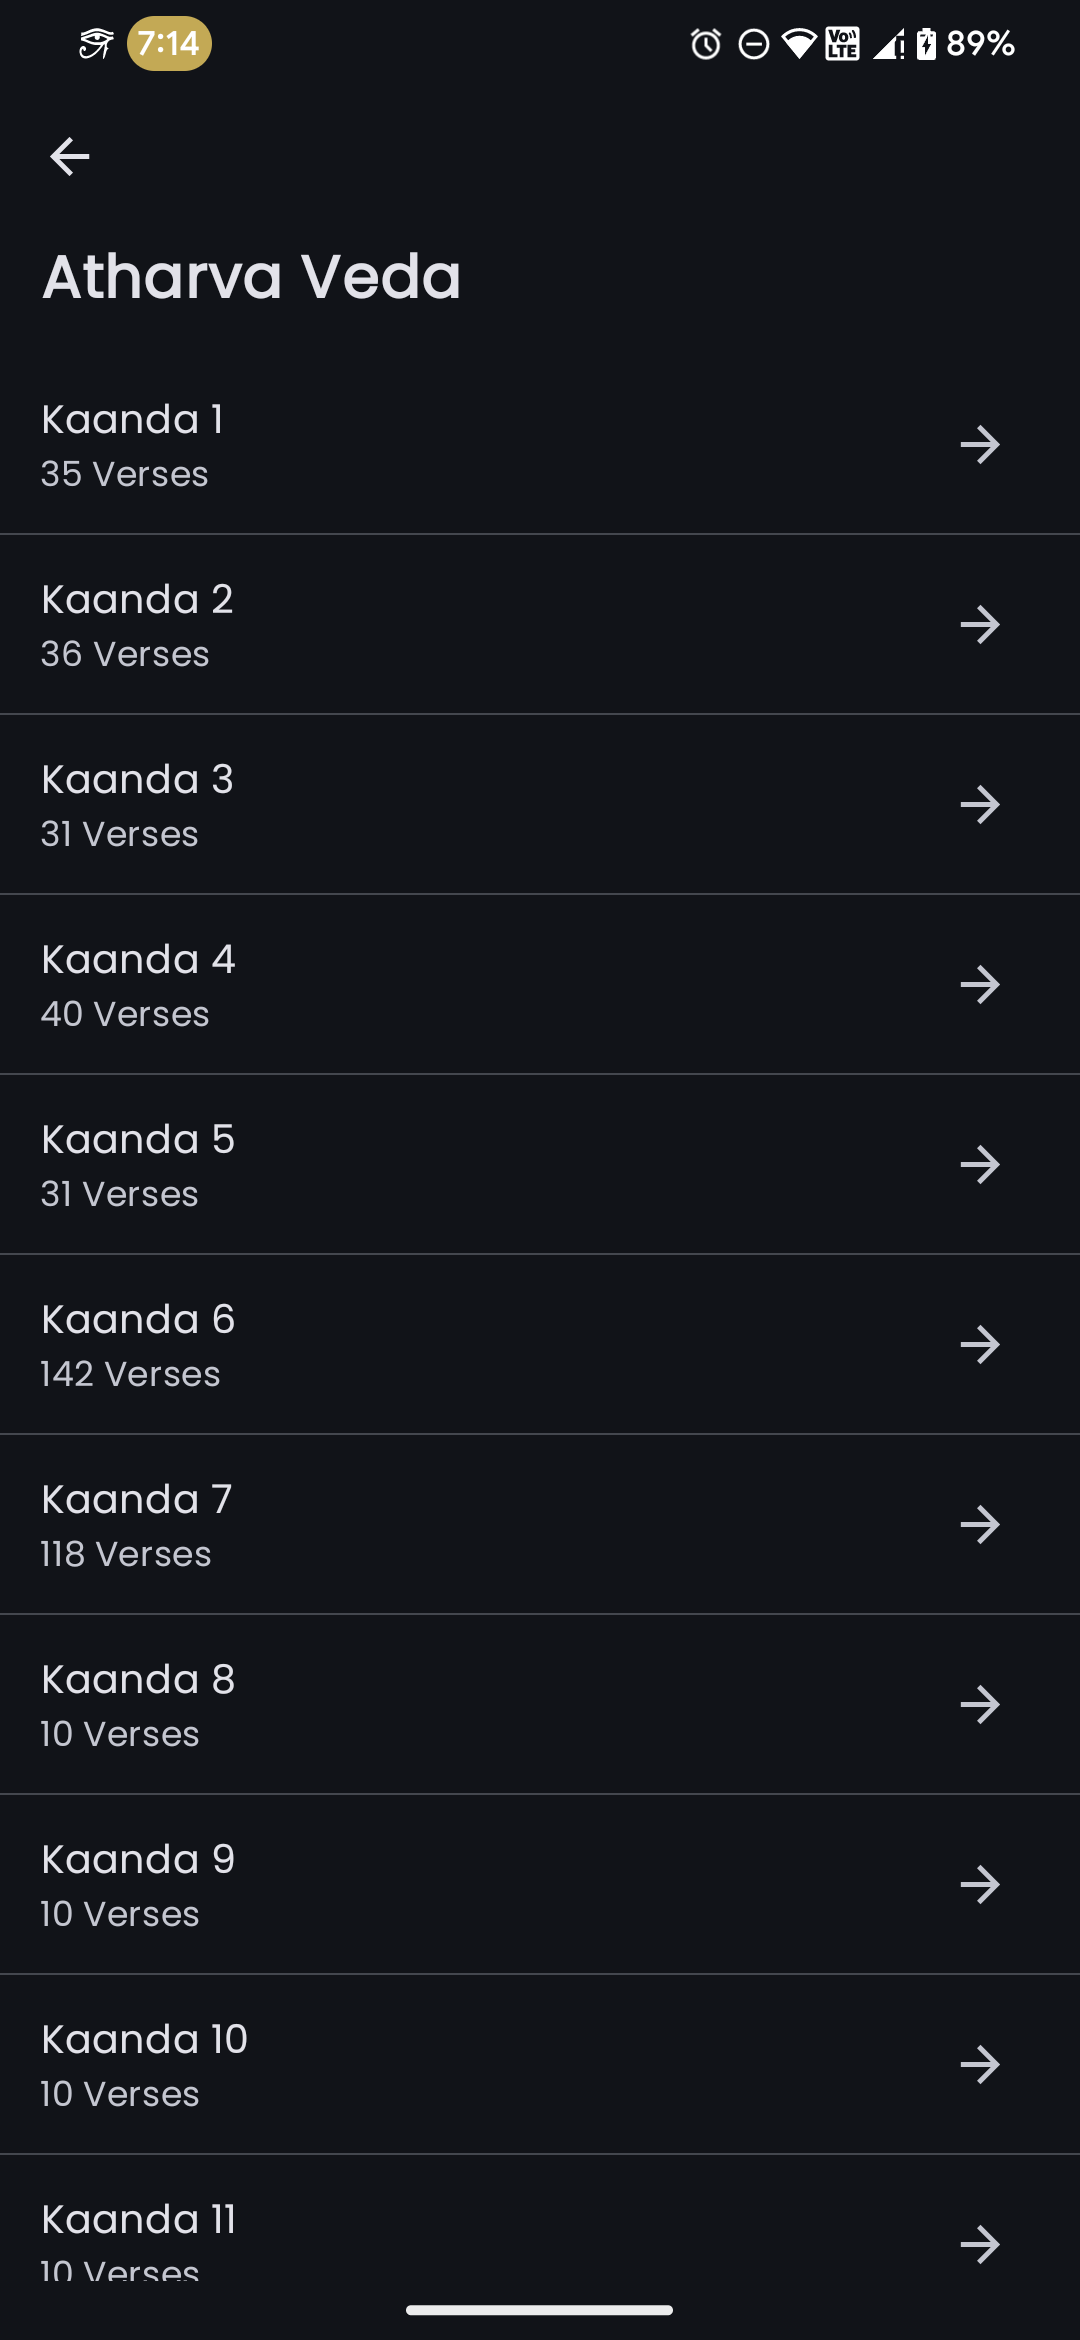 7:14 VoLTE 89%
Atharva Veda
Kaanda 1
35 Verses
Kaanda 2
36 Verses
Kaanda 3
31 Verses
Kaanda 4
40 Verses
Kaanda 5
31 Verses
Kaanda 6
142 Verses
Kaanda 7
118 Verses
Kaanda 8
10 Verses
Kaanda 9
10 Verses
Kaanda 10
10 Verses
Kaanda 11
10 Verses